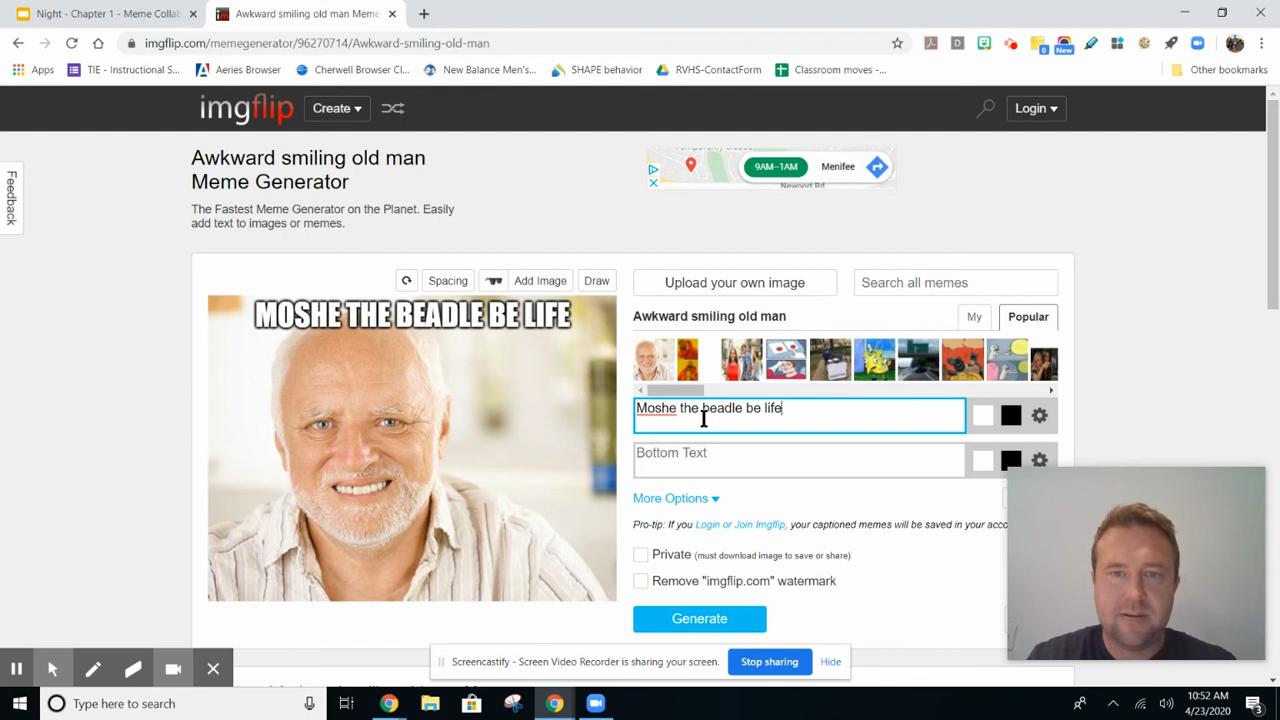 Night - Chapter 1 - Meme Collab
Awkward smiling old man Meme
imgflip.com/memegenerator/96270714/Awkward-smiling-old-man
0
New
Apps
TIE - Instructional S...
Aeries Browser
Cherwell Browser Cl...
New Balance Men's...
SHAPE behavior
RVHS-ContactForm
Classroom moves -...
Other bookmarks
imgflip
Create
Login
Feedback
Awkward smiling old man
Meme Generator
The Fastest Meme Generator on the Planet. Easily
add text to images or memes.
9AM–1AM
Menifee
Newport Rd
Spacing
Add Image
Draw
Upload your own image
Search all memes
MOSHE THE BEADLE BE LIFE
Awkward smiling old man
My
Popular
Moshe the beadle be life
Bottom Text
More Options
Pro-tip: If you Login or Join Imgflip, your captioned memes will be saved in your acco
Private (must download image to save or share)
Remove "imgflip.com" watermark
Generate
Screencastify - Screen Video Recorder is sharing your screen.
Stop sharing
Hide
Type here to search
10:52 AM
4/23/2020
3